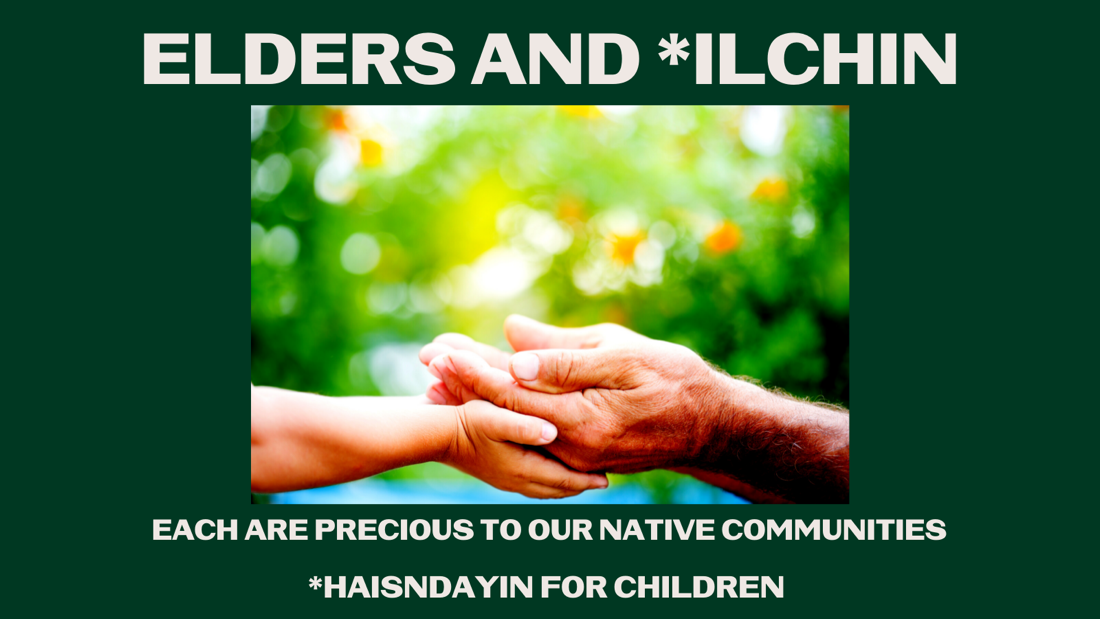 ELDERS AND *ILCHIN
EACH ARE PRECIOUS TO OUR NATIVE COMMUNITIES
*HAISNDAYIN FOR CHILDREN